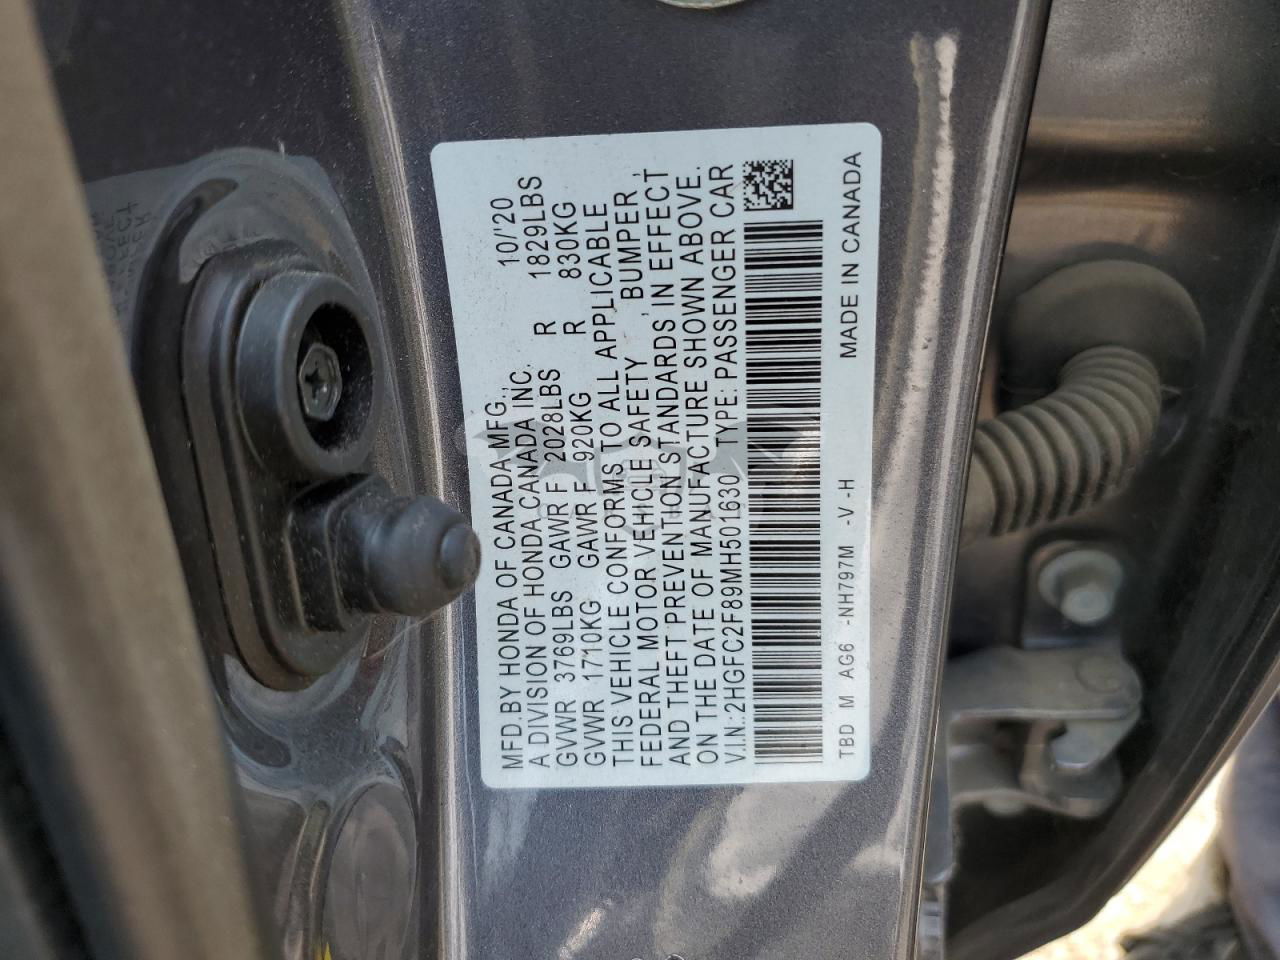 MFD.BY HONDA OF CANADA MFG., 10/'20
A DIVISION OF HONDA CANADA INC.
GVWR 3769LBS GAWR F 2028LBS R 1829LBS
GVWR 1710KG GAWR F 920KG R 830KG
THIS VEHICLE CONFORMS TO ALL APPLICABLE
FEDERAL MOTOR VEHICLE SAFETY , BUMPER ,
AND THEFT PREVENTION STANDARDS IN EFFECT
ON THE DATE OF MANUFACTURE SHOWN ABOVE.
V.I.N.:2HGFC2F89MH501630 TYPE: PASSENGER CAR
TBD M AG6 -NH797M -V -H MADE IN CANADA